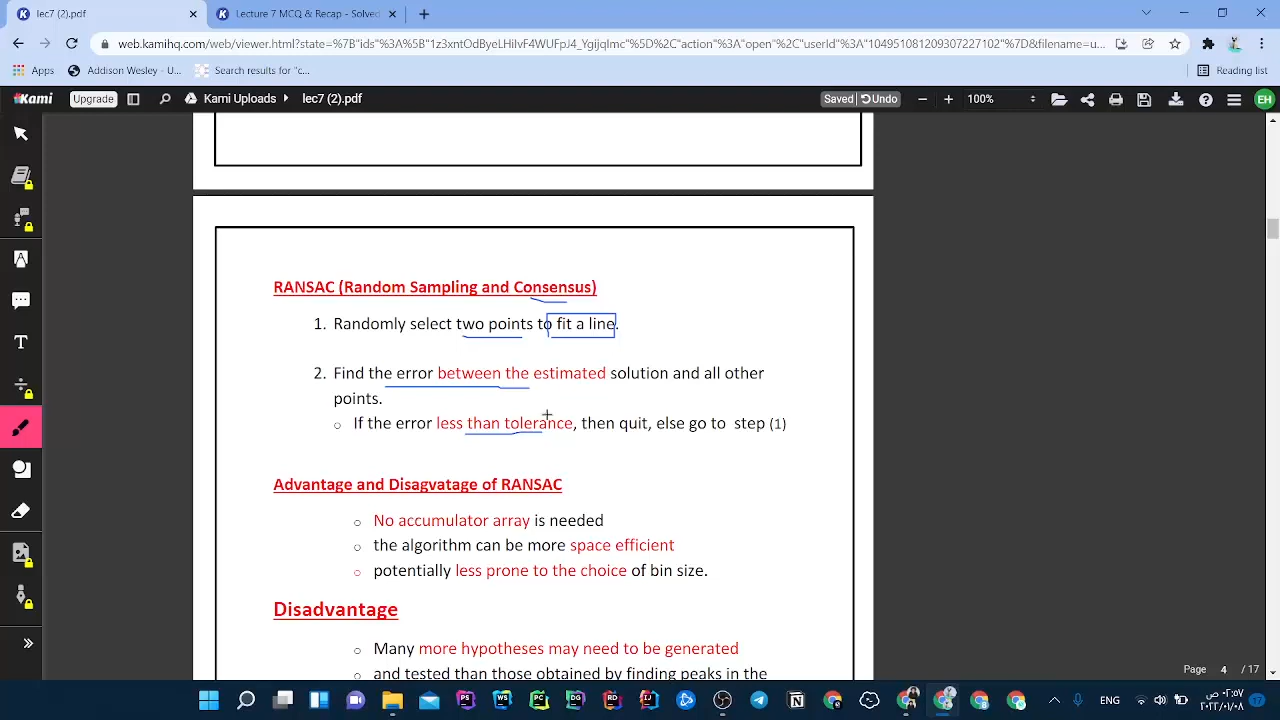 lec7 (2).pdf
Lecture 7 MCQ & Recap - Solved
web.kamihq.com/web/viewer.html?state=%7B"ids"%3A%5B"1z3xntOdByeLHiIvF4WUFpJ4_Ygijqlmc"%5D%2C"action"%3A"open"%2C"userId"%3A"104951081209307227102"%7D&filename=u...
Apps
Addison Wesley - U...
Search results for "c...
Reading list
Kami
Upgrade
Kami Uploads
lec7 (2).pdf
Saved
Undo
100%
EH
RANSAC (Random Sampling and Consensus)
1. Randomly select two points to fit a line.
2. Find the error between the estimated solution and all other
points.
o If the error less than tolerance, then quit, else go to step (1)
Advantage and Disagvatage of RANSAC
o No accumulator array is needed
o the algorithm can be more space efficient
o potentially less prone to the choice of bin size.
Disadvantage
o Many more hypotheses may need to be generated
o and tested than those obtained by finding peaks in the
Page 4 / 17
ENG